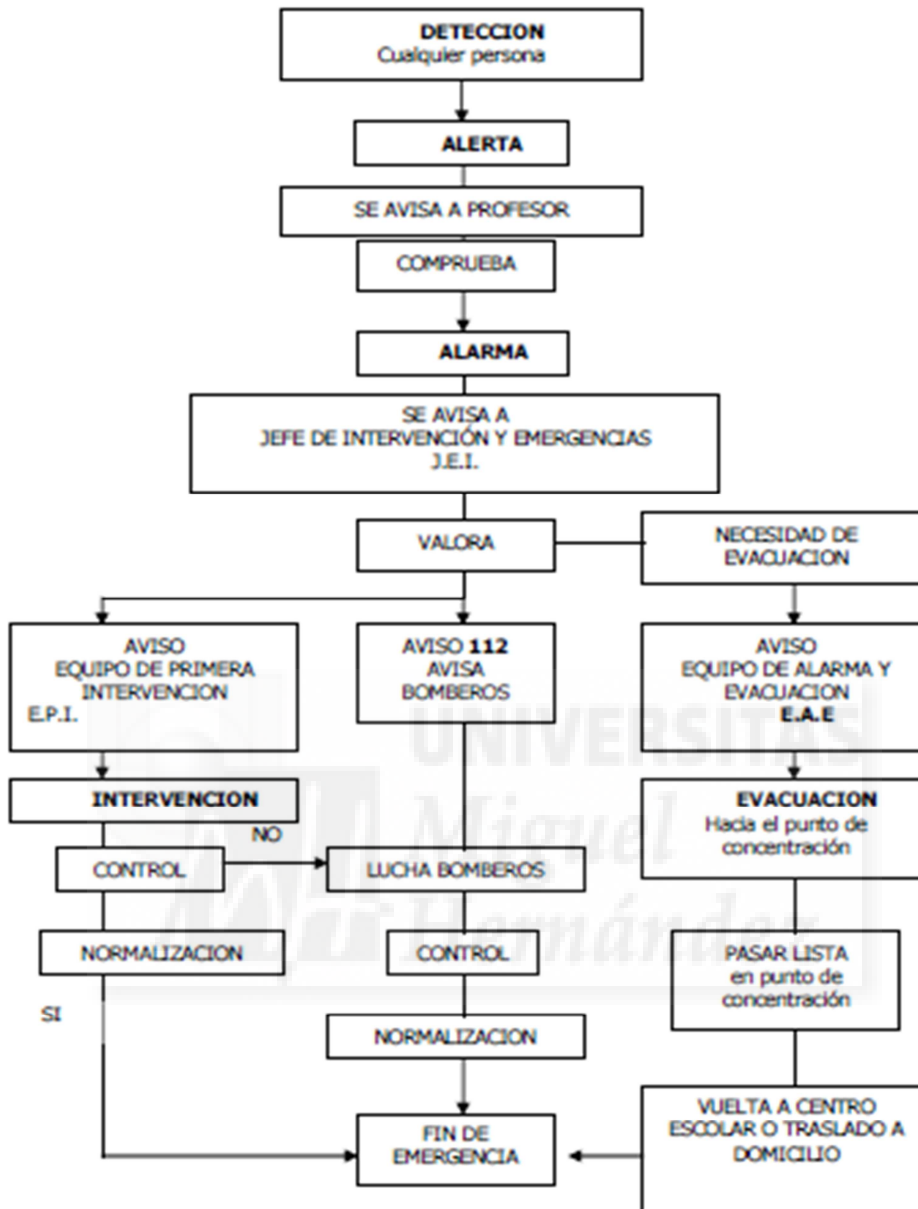 DETECCION
Cualquier persona
ALERTA
SE AVISA A PROFESOR
COMPRUEBA
ALARMA
SE AVISA A
JEFE DE INTERVENCIÓN Y EMERGENCIAS
J.E.I.
VALORA
NECESIDAD DE
EVACUACION
AVISO
EQUIPO DE PRIMERA
INTERVENCION
E.P.I.
AVISO 112
AVISA
BOMBEROS
AVISO
EQUIPO DE ALARMA Y
EVACUACION
E.A.E
UNIVERSITAS
Miguel
Hernández
INTERVENCION
EVACUACION
Hacia el punto de
concentración
NO
CONTROL
LUCHA BOMBEROS
NORMALIZACION
CONTROL
PASAR LISTA
en punto de
concentración
SI
NORMALIZACION
VUELTA A CENTRO
ESCOLAR O TRASLADO A
DOMICILIO
FIN DE
EMERGENCIA